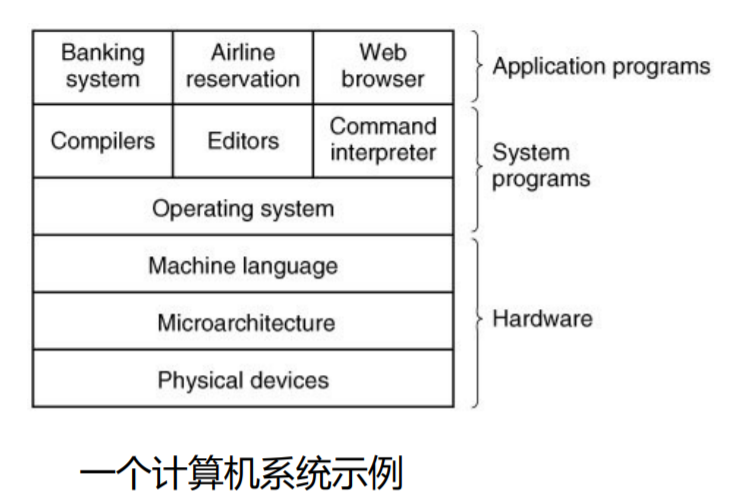 Banking
system
Airline
reservation
Web
browser
Application programs
Compilers
Editors
Command
interpreter
System
programs
Operating system
Machine language
Microarchitecture
Hardware
Physical devices
一个计算机系统示例